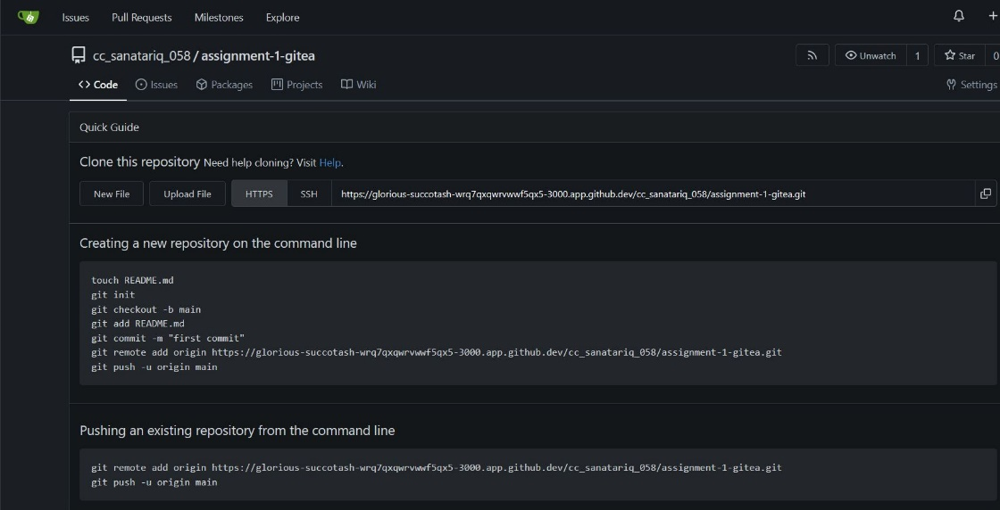 Issues Pull Requests Milestones Explore
cc_sanatariq_058 / assignment-1-gitea Unwatch 1 Star 0
<> Code Issues Packages Projects Wiki Settings
Quick Guide
Clone this repository Need help cloning? Visit Help.
New File Upload File HTTPS SSH https://glorious-succotash-wrq7qxqwrvwwf5qx5-3000.app.github.dev/cc_sanatariq_058/assignment-1-gitea.git
Creating a new repository on the command line
touch README.md
git init
git checkout -b main
git add README.md
git commit -m "first commit"
git remote add origin https://glorious-succotash-wrq7qxqwrvwwf5qx5-3000.app.github.dev/cc_sanatariq_058/assignment-1-gitea.git
git push -u origin main
Pushing an existing repository from the command line
git remote add origin https://glorious-succotash-wrq7qxqwrvwwf5qx5-3000.app.github.dev/cc_sanatariq_058/assignment-1-gitea.git
git push -u origin main